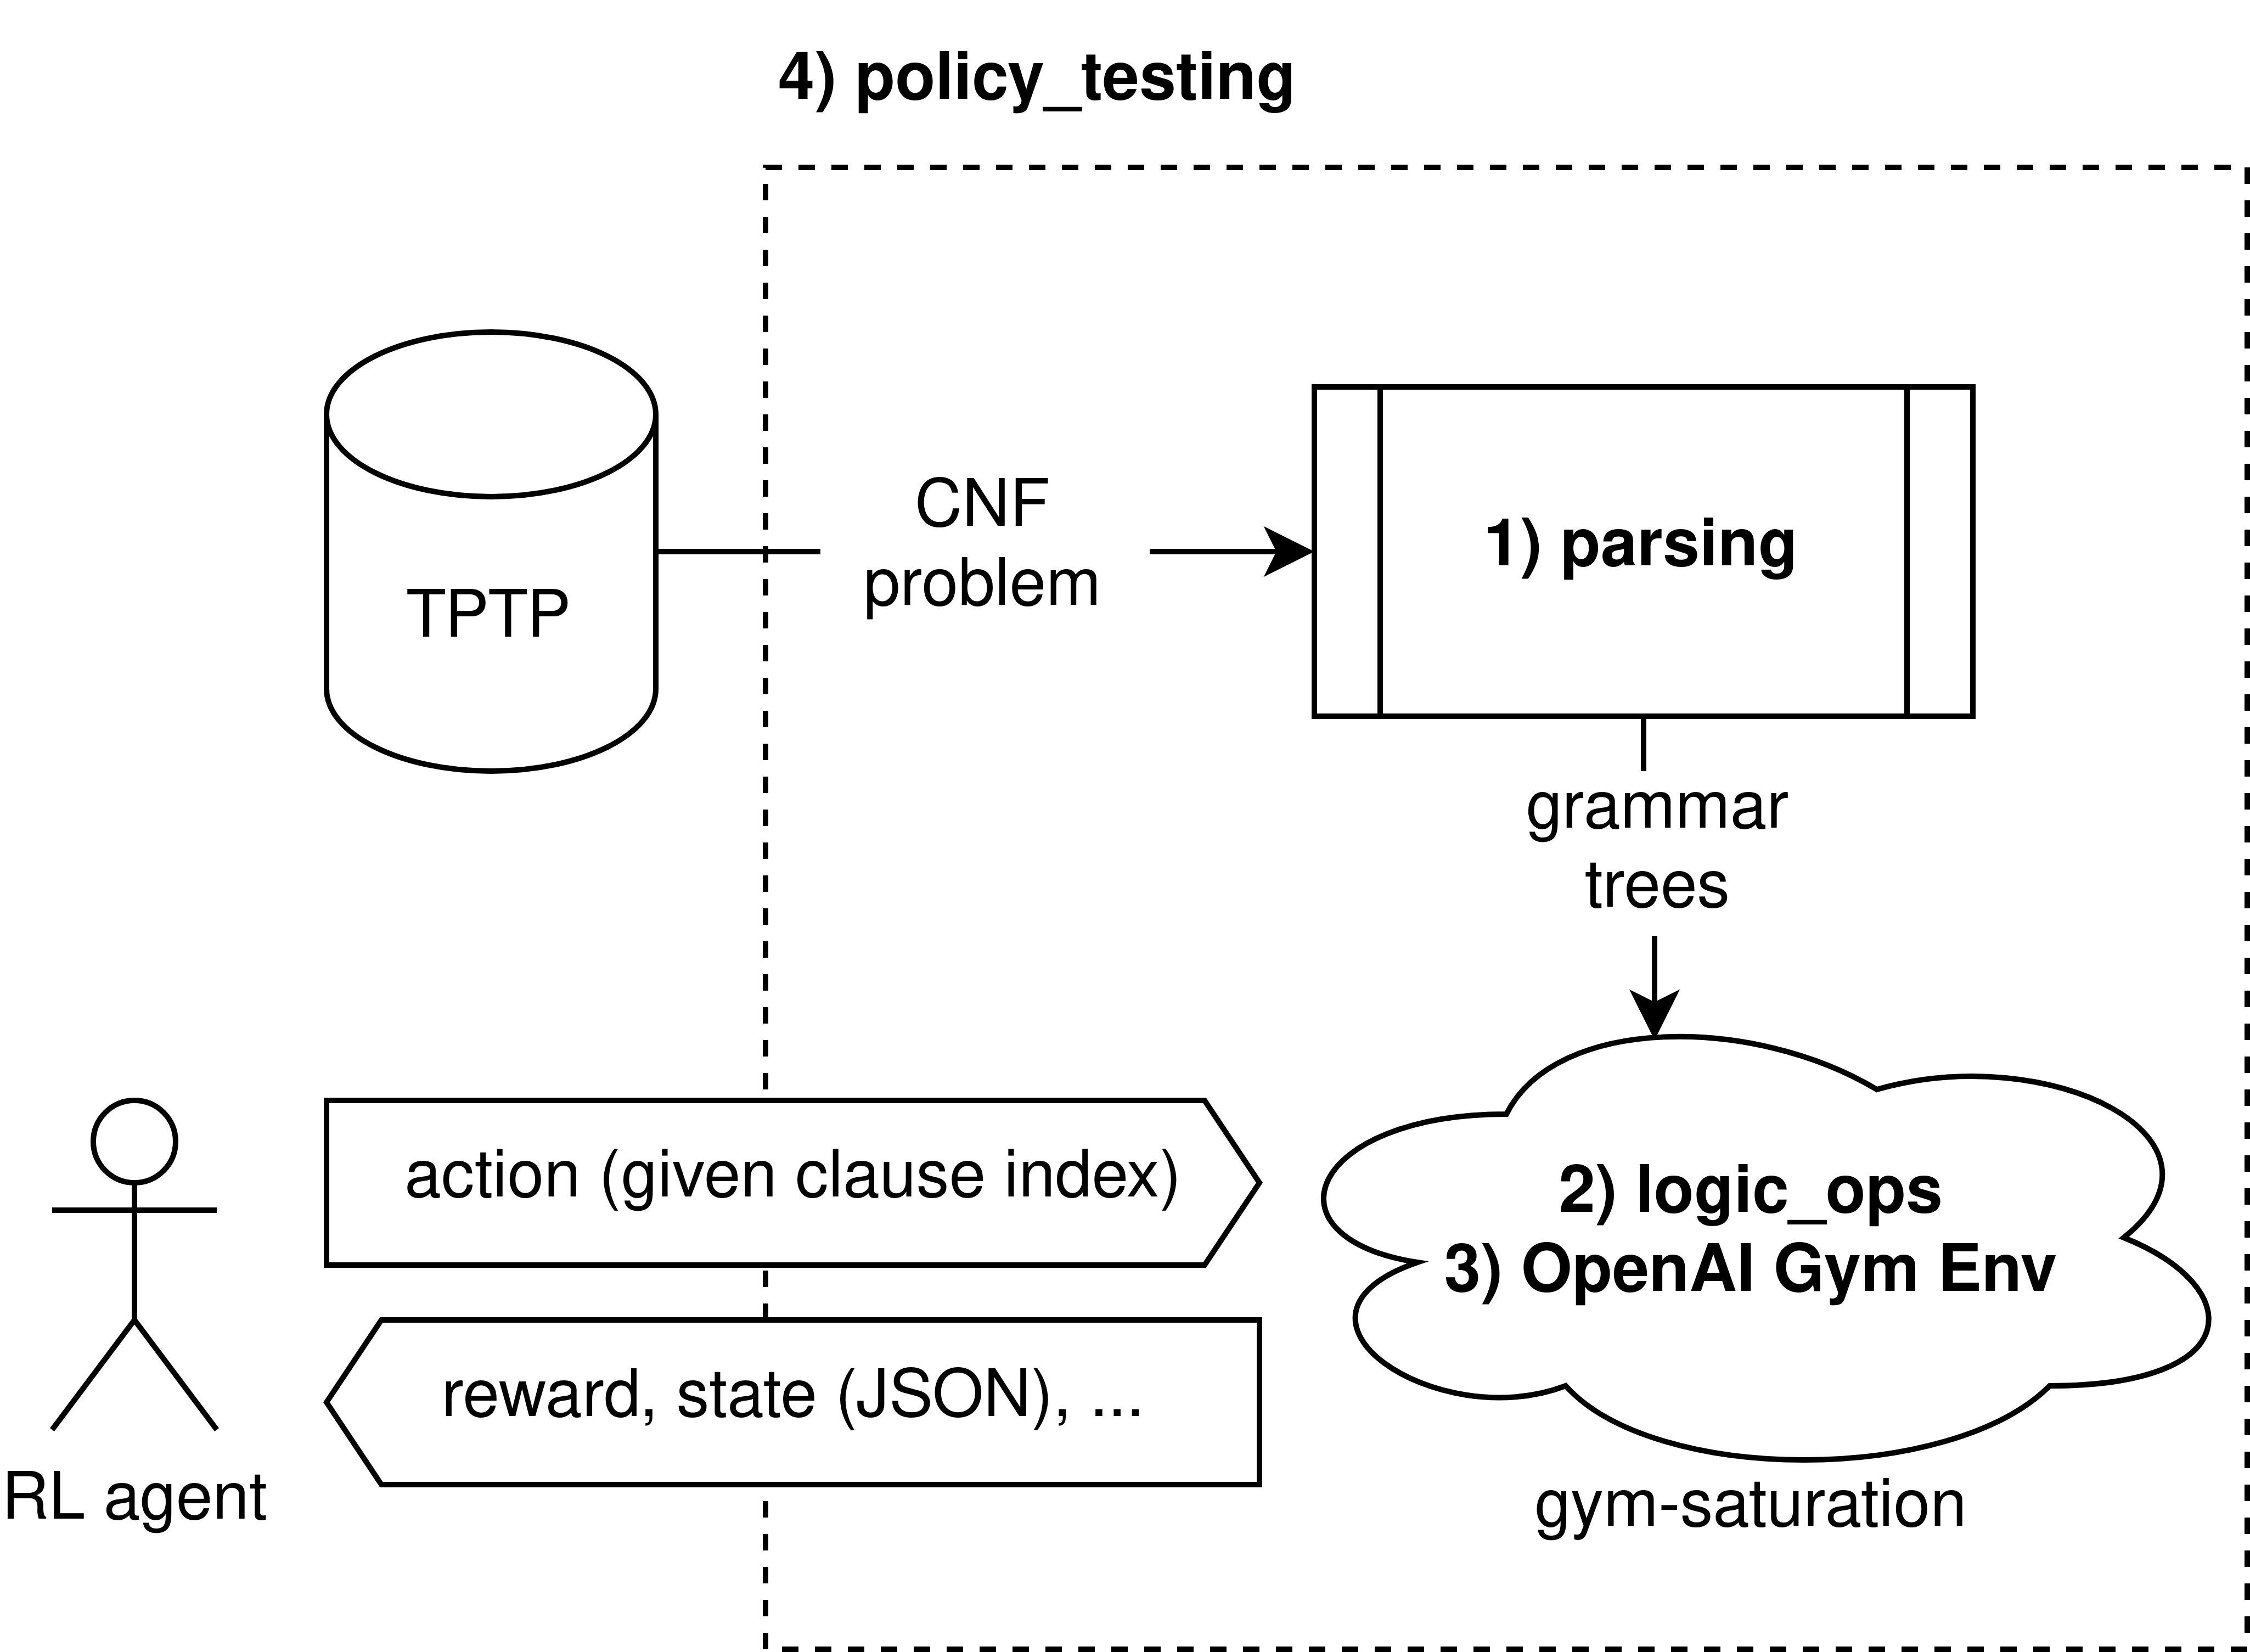 4) policy_testing
CNF
problem
1) parsing
TPTP
grammar
trees
action (given clause index)
2) logic_ops
3) OpenAI Gym Env
reward, state (JSON), ...
RL agent
gym-saturation